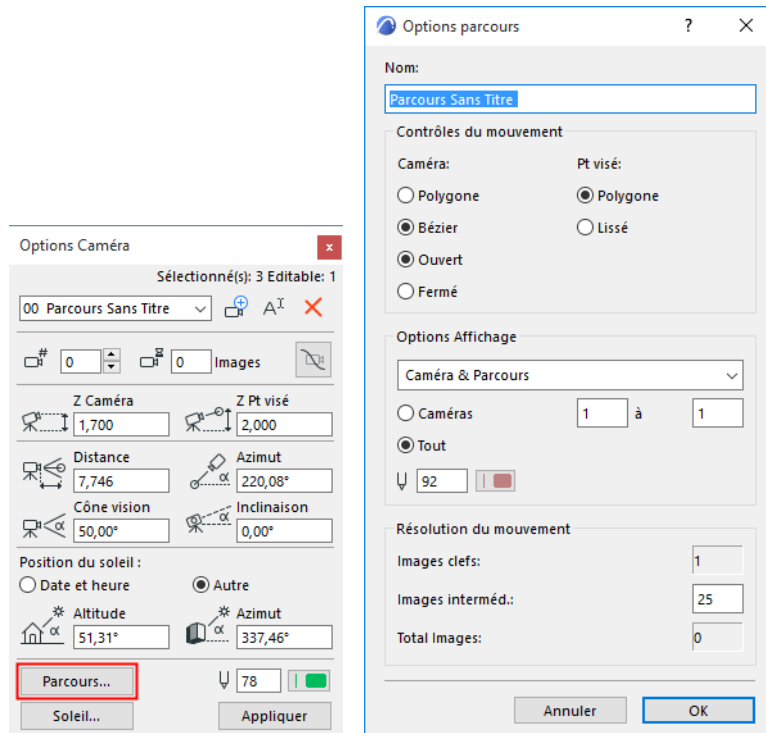 Options Caméra
x
Sélectionné(s): 3 Editable: 1
00 Parcours Sans Titre
A
# 0 0 Images
Z Caméra Z Pt visé
1,700 2,000
Distance Azimut
7,746 α 220,08°
Cône vision Inclinaison
α 50,00° α 0,00°
Position du soleil :
Date et heure Autre
Altitude Azimut
α 51,31° α 337,46°
Parcours... 78
Soleil... Appliquer
Options parcours ? ×
Nom:
Parcours Sans Titre
Contrôles du mouvement
Caméra: Pt visé:
Polygone Polygone
Bézier Lissé
Ouvert
Fermé
Options Affichage
Caméra & Parcours
Caméras 1 à 1
Tout
92
Résolution du mouvement
Images clefs: 1
Images interméd.: 25
Total Images: 0
Annuler OK